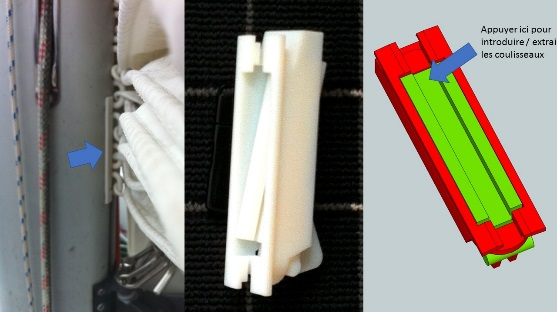 Appuyer ici pour
introduire / extrai
les coulisseaux